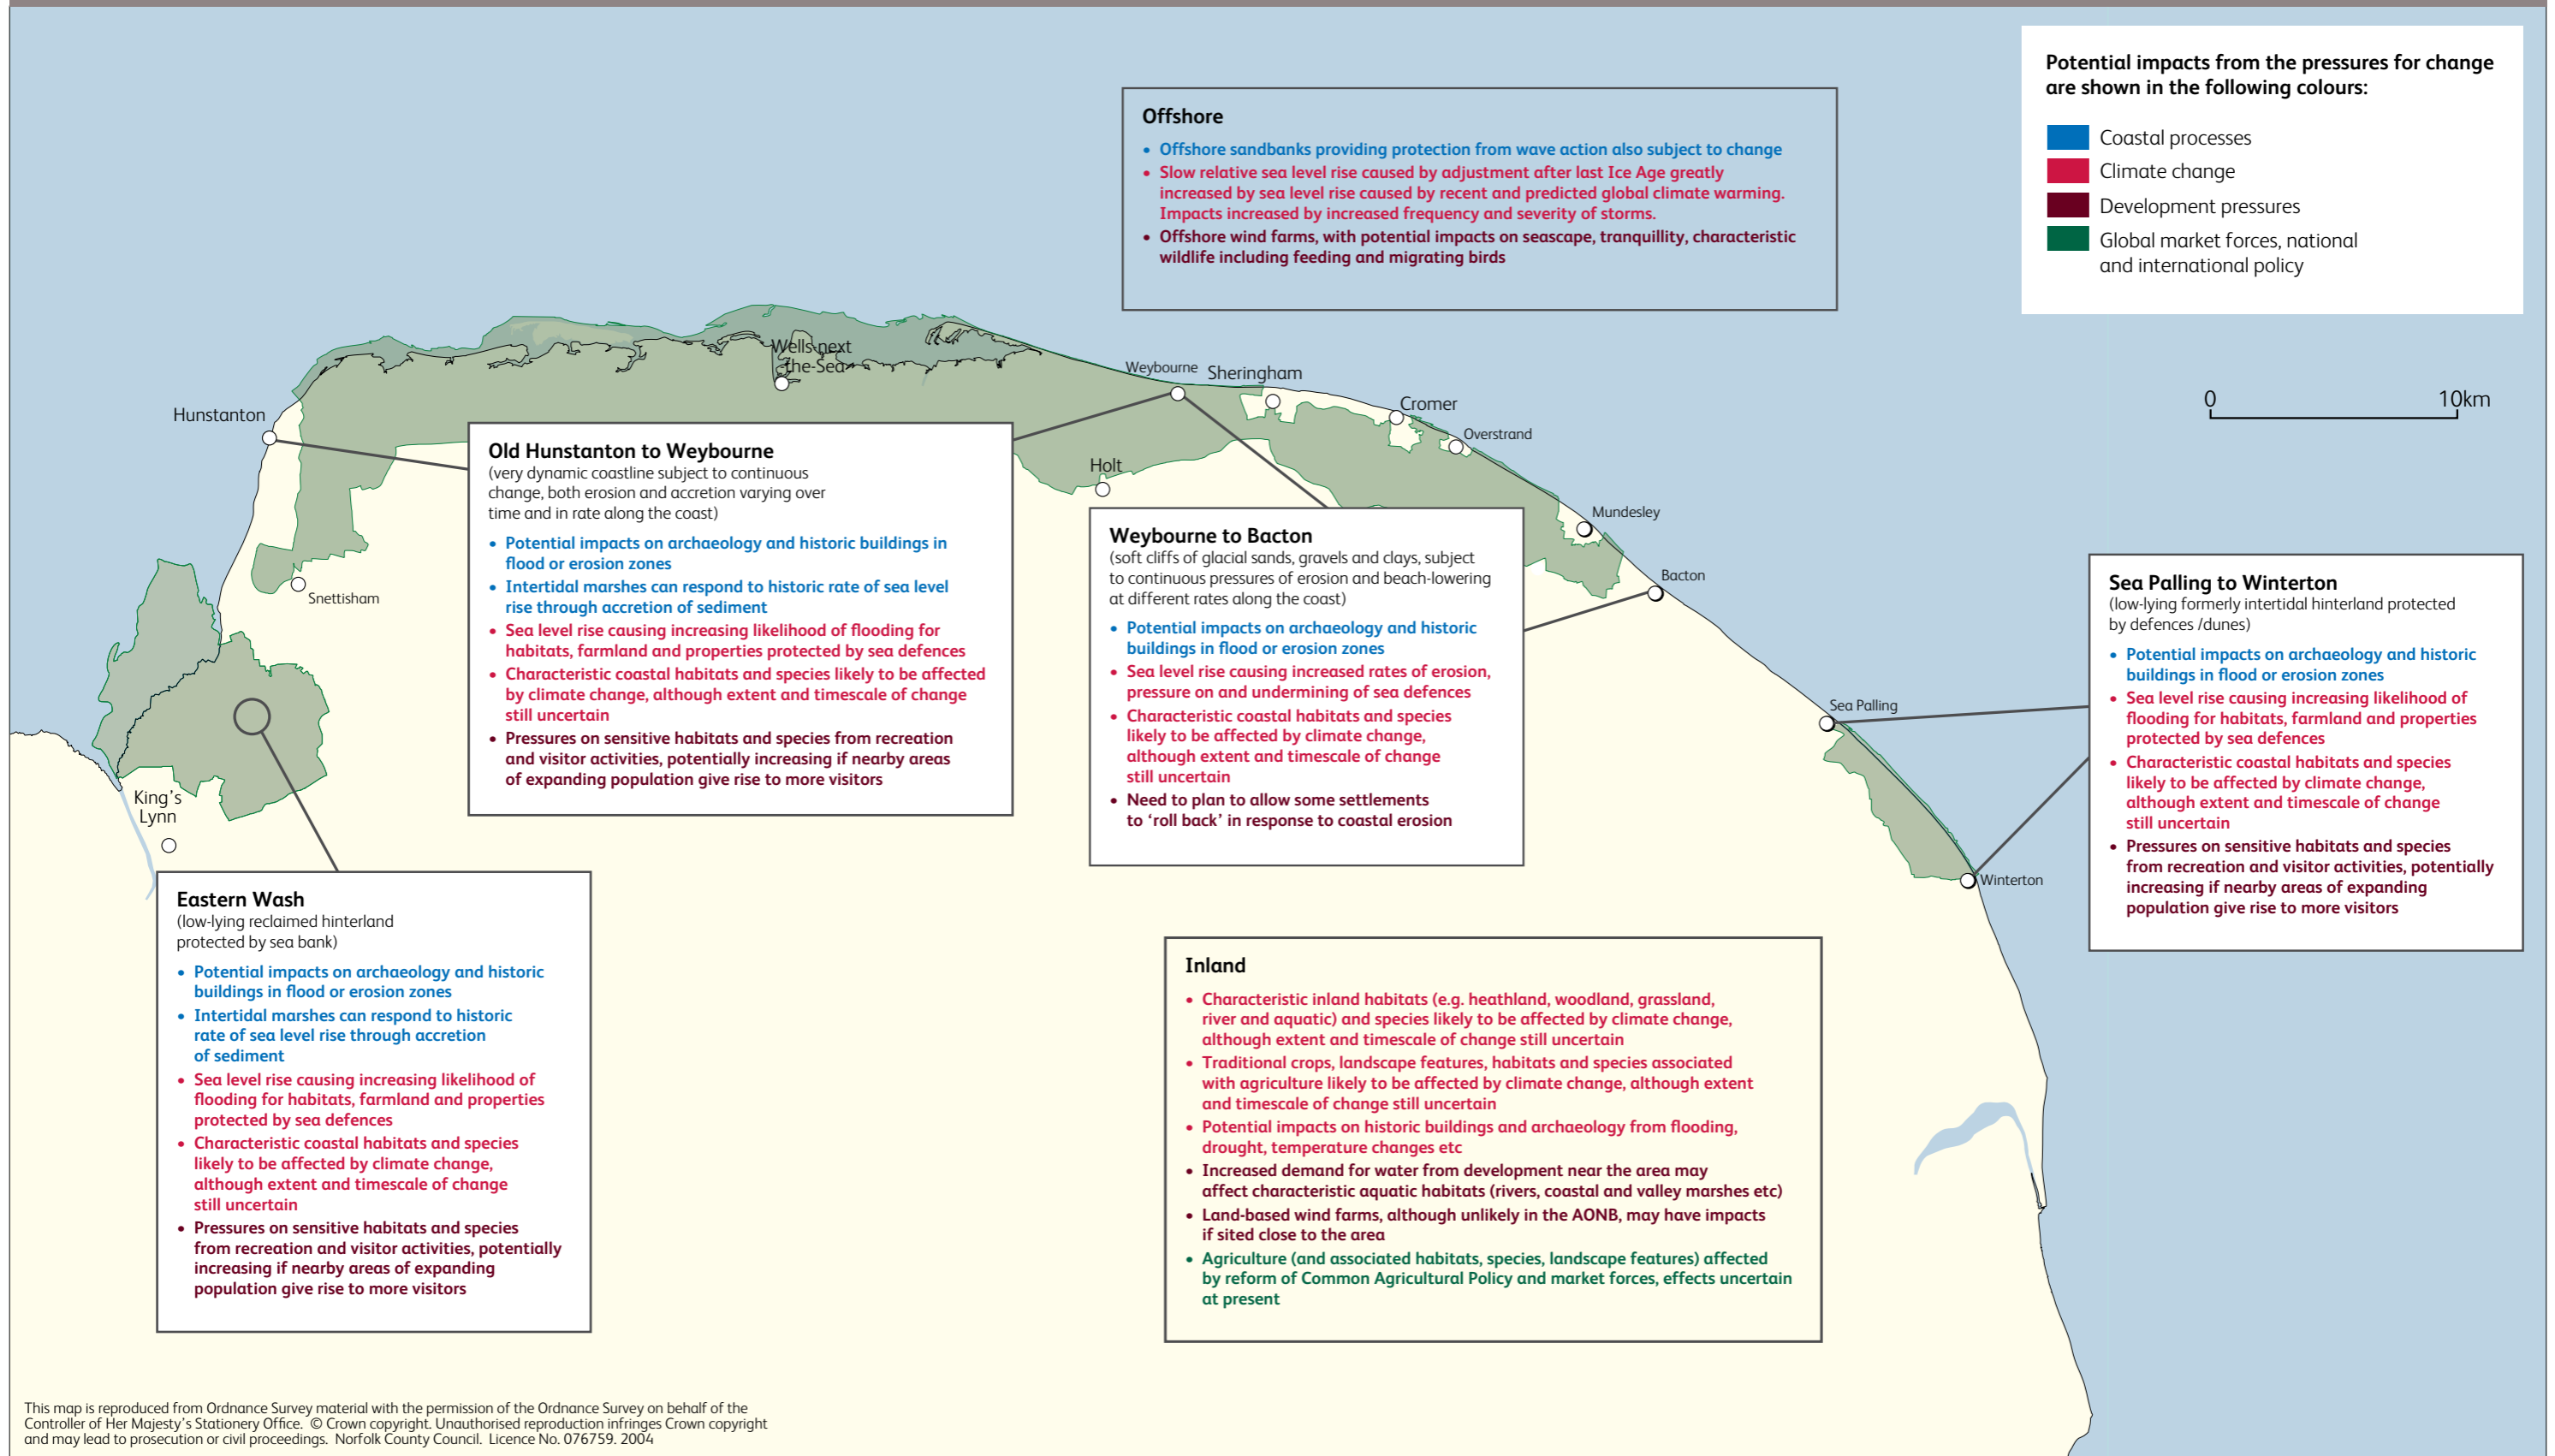 Potential impacts from the pressures for change
are shown in the following colours:
Coastal processes
Climate change
Development pressures
Global market forces, national
and international policy
Offshore
• Offshore sandbanks providing protection from wave action also subject to change
• Slow relative sea level rise caused by adjustment after last Ice Age greatly
increased by sea level rise caused by recent and predicted global climate warming.
Impacts increased by increased frequency and severity of storms.
• Offshore wind farms, with potential impacts on seascape, tranquillity, characteristic
wildlife including feeding and migrating birds
0 10km
Wells-next
-the-Sea
Weybourne
Sheringham
Cromer
Overstrand
Hunstanton
Holt
Mundesley
Bacton
Snettisham
Sea Palling
Winterton
King's
Lynn
Old Hunstanton to Weybourne
(very dynamic coastline subject to continuous
change, both erosion and accretion varying over
time and in rate along the coast)
• Potential impacts on archaeology and historic buildings in
flood or erosion zones
• Intertidal marshes can respond to historic rate of sea level
rise through accretion of sediment
• Sea level rise causing increasing likelihood of flooding for
habitats, farmland and properties protected by sea defences
• Characteristic coastal habitats and species likely to be affected
by climate change, although extent and timescale of change
still uncertain
• Pressures on sensitive habitats and species from recreation
and visitor activities, potentially increasing if nearby areas
of expanding population give rise to more visitors
Weybourne to Bacton
(soft cliffs of glacial sands, gravels and clays, subject
to continuous pressures of erosion and beach-lowering
at different rates along the coast)
• Potential impacts on archaeology and historic
buildings in flood or erosion zones
• Sea level rise causing increased rates of erosion,
pressure on and undermining of sea defences
• Characteristic coastal habitats and species
likely to be affected by climate change,
although extent and timescale of change
still uncertain
• Need to plan to allow some settlements
to ‘roll back’ in response to coastal erosion
Sea Palling to Winterton
(low-lying formerly intertidal hinterland protected
by defences /dunes)
• Potential impacts on archaeology and historic
buildings in flood or erosion zones
• Sea level rise causing increasing likelihood of
flooding for habitats, farmland and properties
protected by sea defences
• Characteristic coastal habitats and species
likely to be affected by climate change,
although extent and timescale of change
still uncertain
• Pressures on sensitive habitats and species
from recreation and visitor activities, potentially
increasing if nearby areas of expanding
population give rise to more visitors
Eastern Wash
(low-lying reclaimed hinterland
protected by sea bank)
• Potential impacts on archaeology and historic
buildings in flood or erosion zones
• Intertidal marshes can respond to historic
rate of sea level rise through accretion
of sediment
• Sea level rise causing increasing likelihood of
flooding for habitats, farmland and properties
protected by sea defences
• Characteristic coastal habitats and species
likely to be affected by climate change,
although extent and timescale of change
still uncertain
• Pressures on sensitive habitats and species
from recreation and visitor activities, potentially
increasing if nearby areas of expanding
population give rise to more visitors
Inland
• Characteristic inland habitats (e.g. heathland, woodland, grassland,
river and aquatic) and species likely to be affected by climate change,
although extent and timescale of change still uncertain
• Traditional crops, landscape features, habitats and species associated
with agriculture likely to be affected by climate change, although extent
and timescale of change still uncertain
• Potential impacts on historic buildings and archaeology from flooding,
drought, temperature changes etc
• Increased demand for water from development near the area may
affect characteristic aquatic habitats (rivers, coastal and valley marshes etc)
• Land-based wind farms, although unlikely in the AONB, may have impacts
if sited close to the area
• Agriculture (and associated habitats, species, landscape features) affected
by reform of Common Agricultural Policy and market forces, effects uncertain
at present
This map is reproduced from Ordnance Survey material with the permission of the Ordnance Survey on behalf of the
Controller of Her Majesty's Stationery Office. © Crown copyright. Unauthorised reproduction infringes Crown copyright
and may lead to prosecution or civil proceedings. Norfolk County Council. Licence No. 076759. 2004